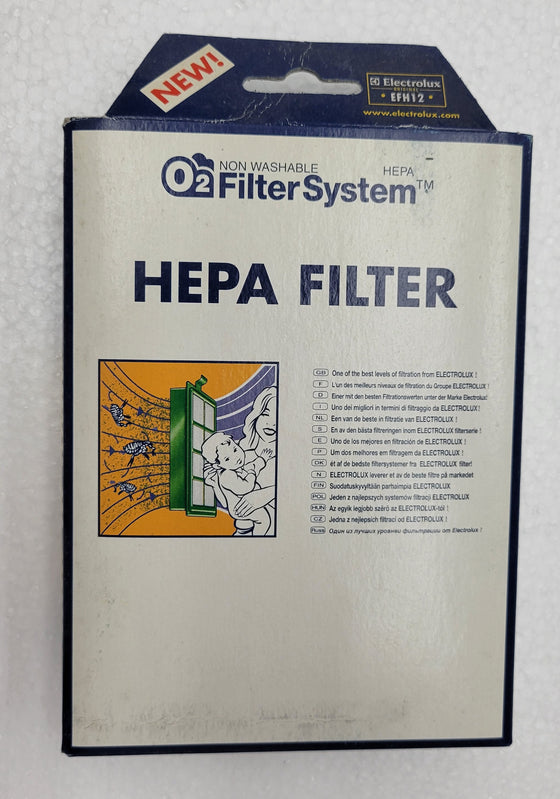 NEW!
Electrolux
ORIGINAL
• EFH12 •
www.electrolux.com
NON WASHABLE HEPA
O2 FilterSystem™
HEPA FILTER
GB One of the best levels of filtration from ELECTROLUX !
F L'un des meilleurs niveaux de filtration du Groupe ELECTROLUX !
D Einer mit den besten Filtrationswerten unter der Marke Electrolux!
I Uno dei migliori in termini di filtraggio da ELECTROLUX !
NL Een van de beste in filtratie van ELECTROLUX !
S En av den bästa filtreringen inom ELECTROLUX filterserie !
E Uno de los mejores en filtración de ELECTROLUX !
P Um dos melhores em filtragem da ELECTROLUX !
DK ét af de bedste filtersystemer fra ELECTROLUX filter!
N ELECTROLUX leverer et av de beste filtre på markedet
FIN Suodatuskyvyltään parhaimpia ELECTROLUX
POL Jeden z najlepszych systemów filtracji ELECTROLUX
HUN Az egyik legjobb szérö az ELECTROLUX-tól !
CZ Jedna z nejlepsich filtrací od ELECTROLUX !
Russ Один из лучших уровней фильтрации от Electrolux !